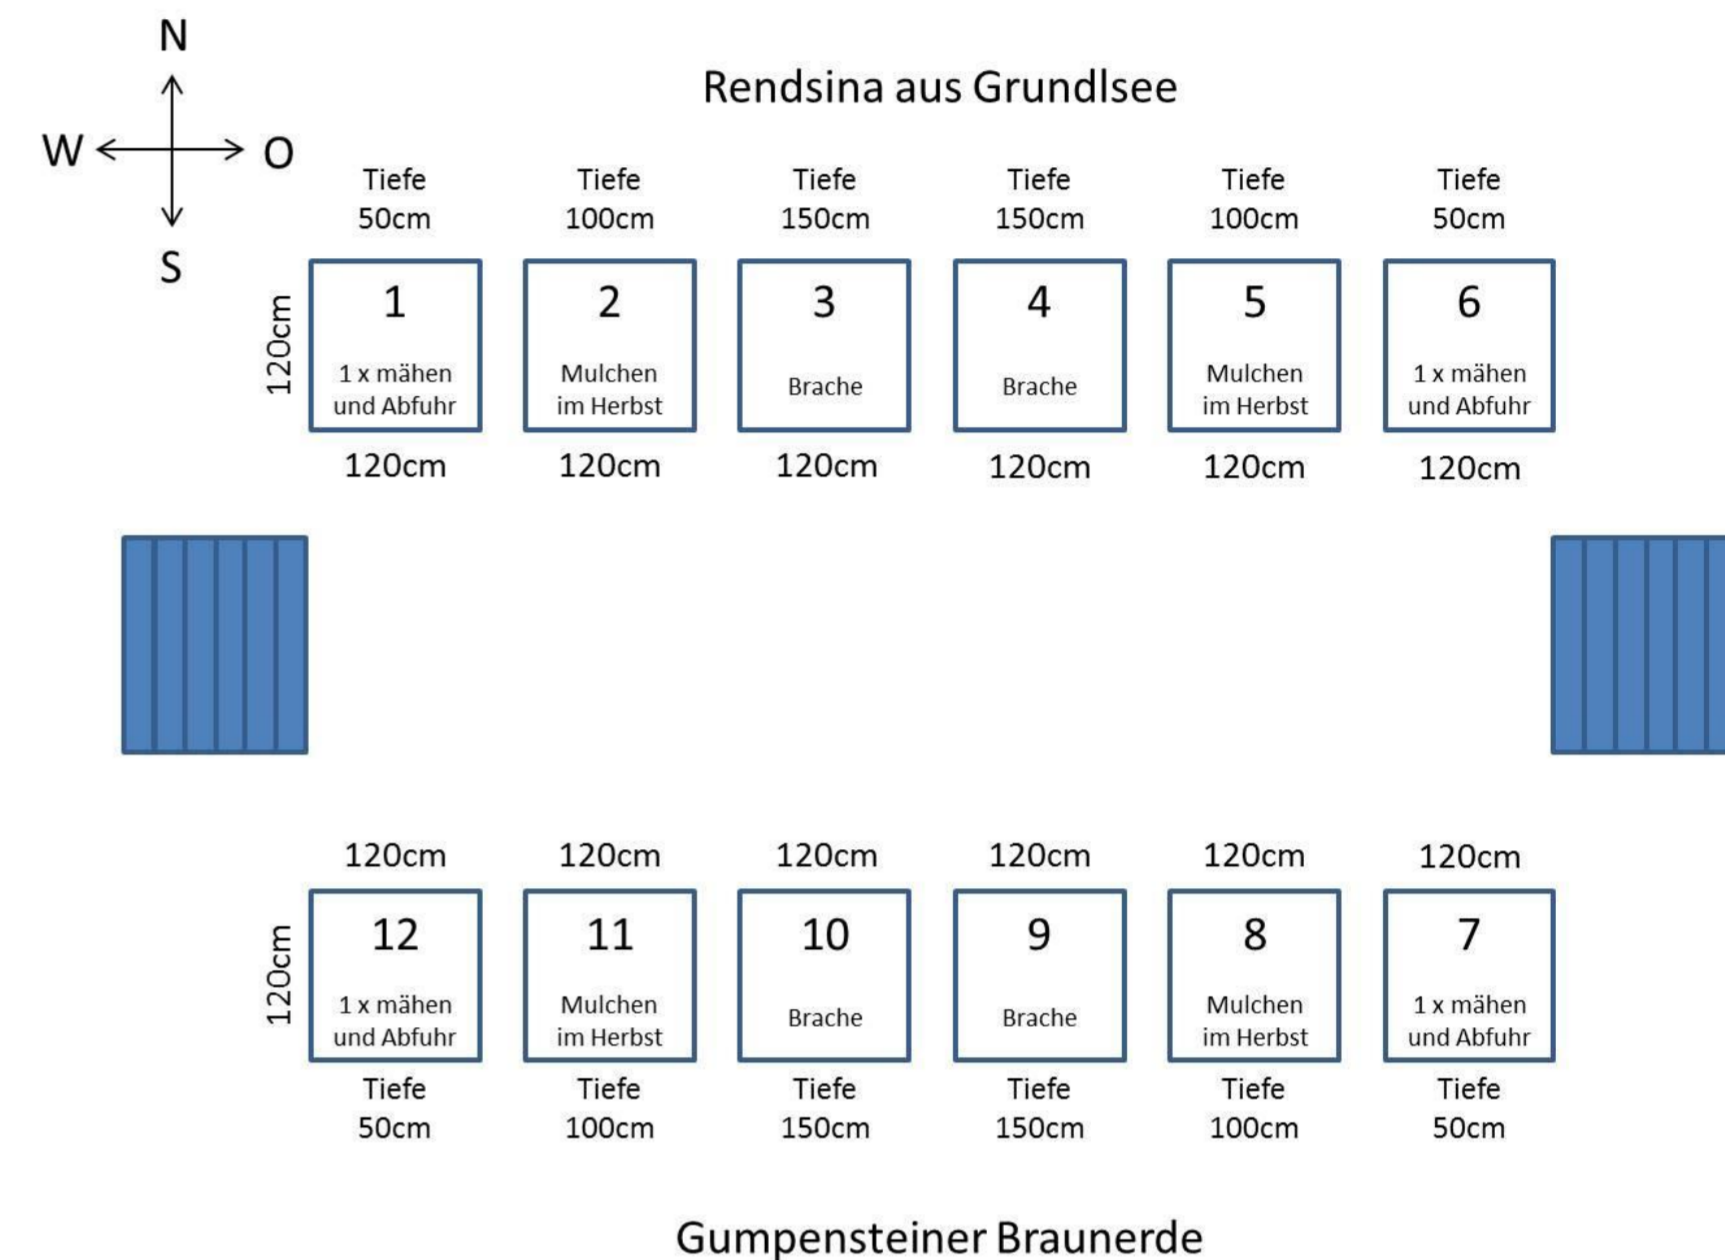 N
W O
S
Rendsina aus Grundlsee
Tiefe Tiefe Tiefe Tiefe Tiefe Tiefe
50cm 100cm 150cm 150cm 100cm 50cm
120cm
1 2 3 4 5 6
1 x mähen Mulchen Brache Brache Mulchen 1 x mähen
und Abfuhr im Herbst im Herbst und Abfuhr
120cm 120cm 120cm 120cm 120cm 120cm
120cm 120cm 120cm 120cm 120cm 120cm
120cm
12 11 10 9 8 7
1 x mähen Mulchen Brache Brache Mulchen 1 x mähen
und Abfuhr im Herbst im Herbst und Abfuhr
Tiefe Tiefe Tiefe Tiefe Tiefe Tiefe
50cm 100cm 150cm 150cm 100cm 50cm
Gumpensteiner Braunerde